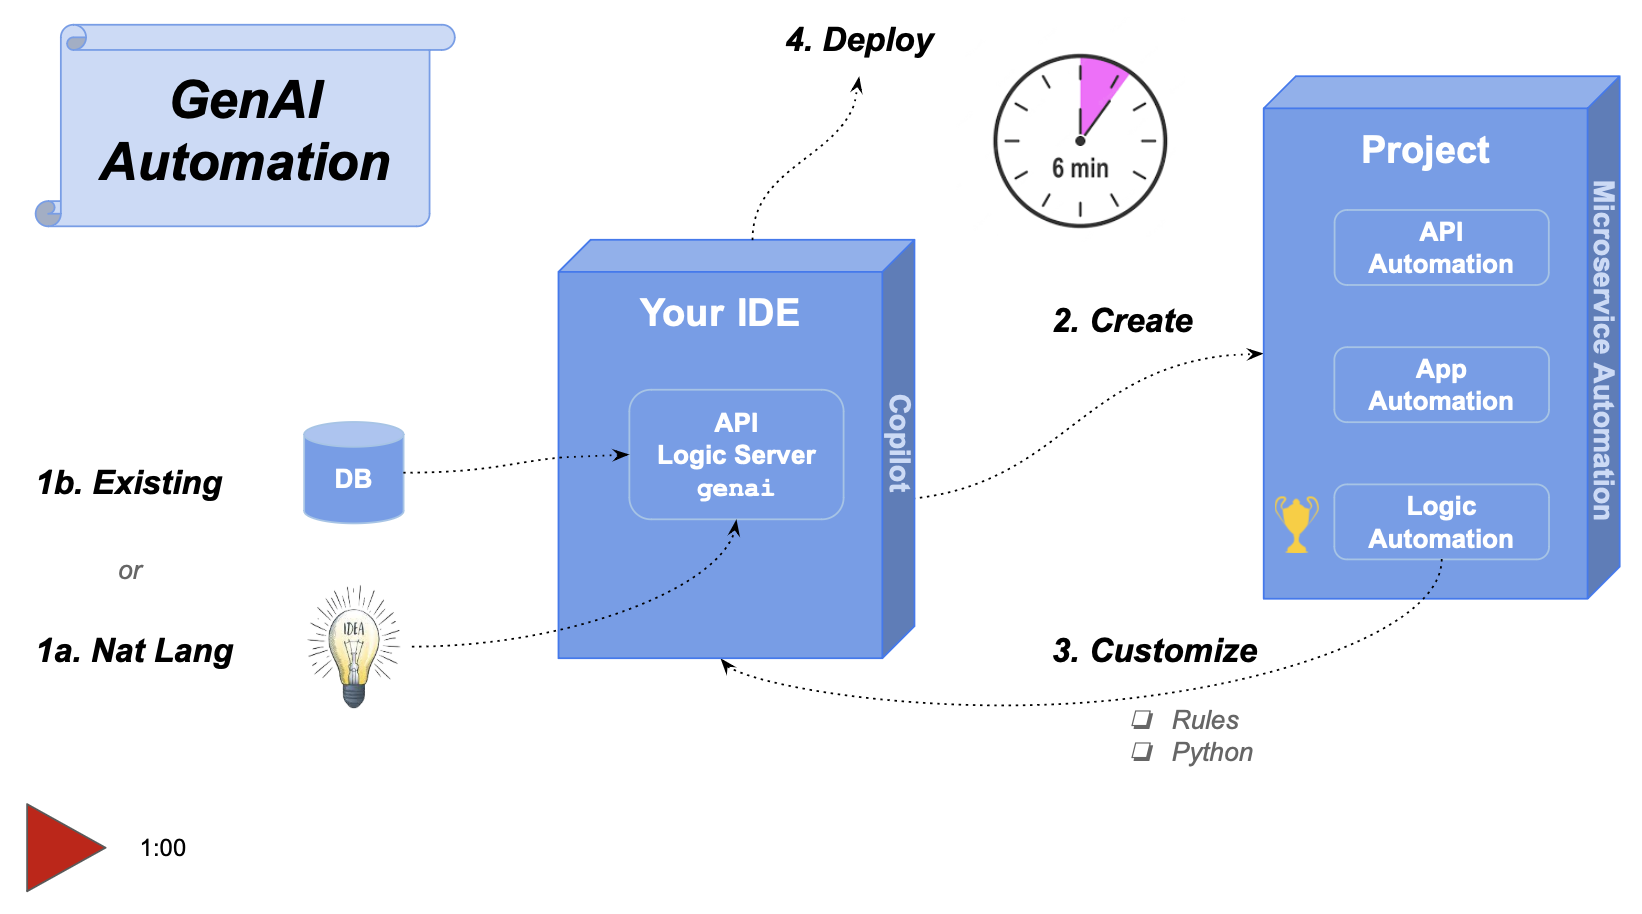 GenAI
Automation
4. Deploy
6 min
Project
API
Automation
App
Automation
Logic
Automation
Microservice Automation
Your IDE
API
Logic Server
genai
Copilot
2. Create
1b. Existing
DB
or
1a. Nat Lang
IDEA
3. Customize
❏ Rules
❏ Python
1:00